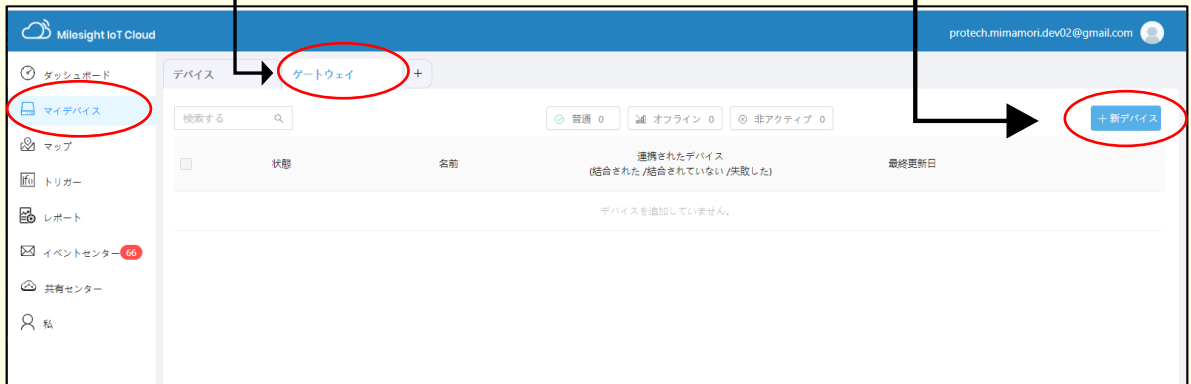 Milesight IoT Cloud
protech.mimamori.dev02@gmail.com
ダッシュボード
マイデバイス
マップ
トリガー
レポート
イベントセンター 66
共有センター
私
デバイス
ゲートウェイ
+
検索する
普通 0
オフライン 0
非アクティブ 0
+ 新デバイス
状態
名前
連携されたデバイス
(結合された /結合されていない /失敗した)
最終更新日
デバイスを追加していません。